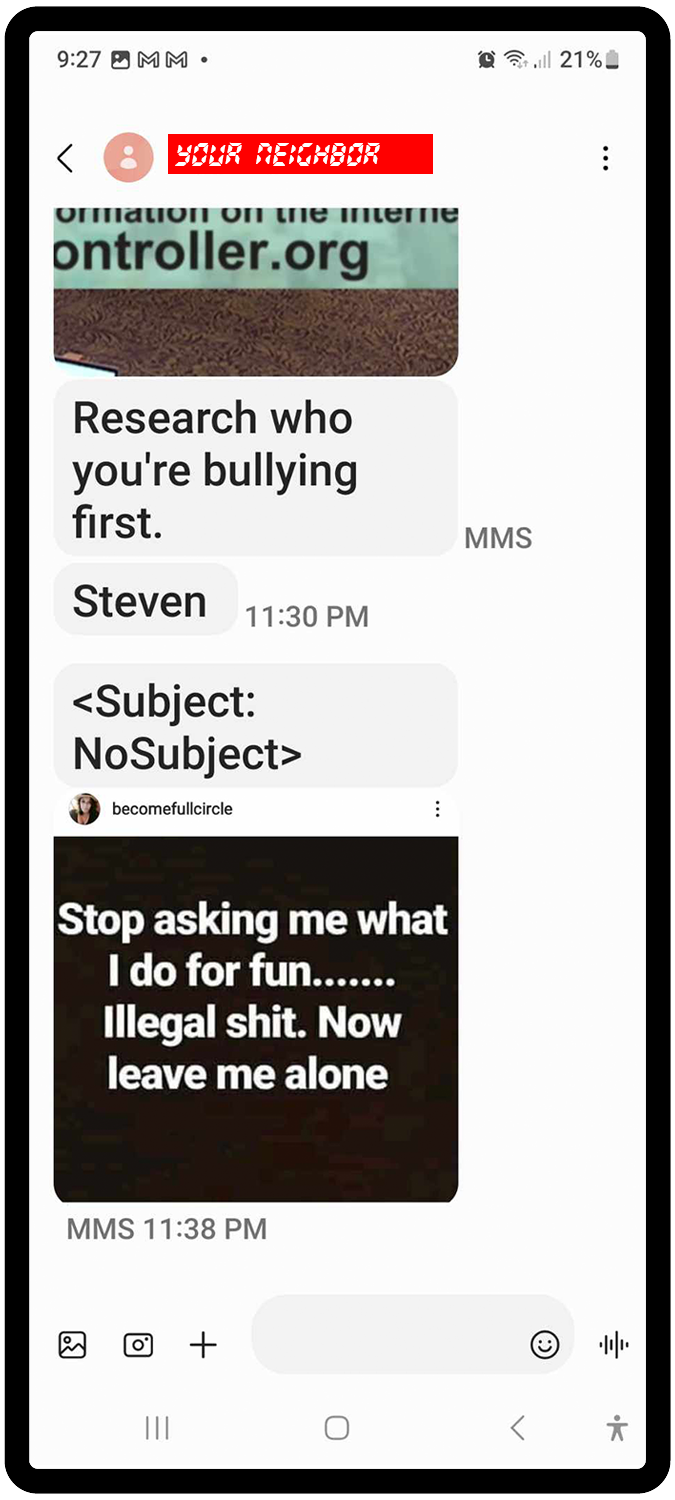 9:27
21%
YOUR NEIGHBOR
ormation on the interne
ontroller.org
Research who
you're bullying
first.
MMS
Steven
11:30 PM
<Subject:
NoSubject>
becomefullcircle
Stop asking me what
I do for fun.......
Illegal shit. Now
leave me alone
MMS 11:38 PM